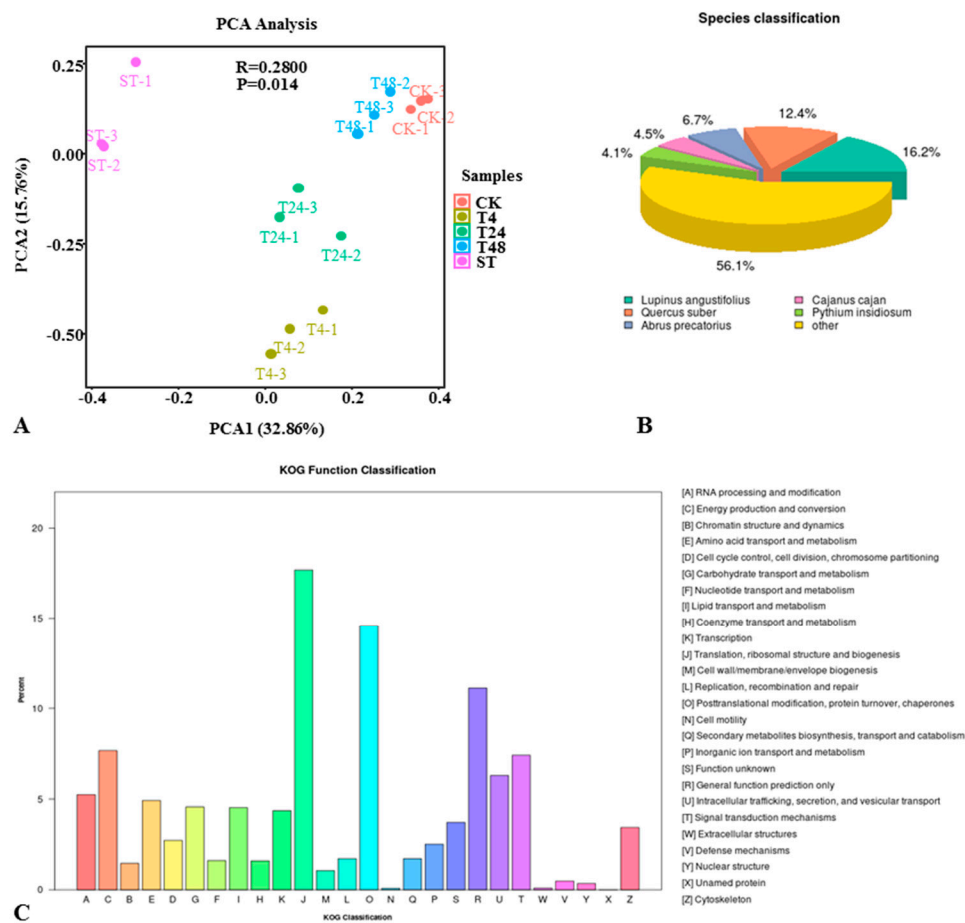 PCA Analysis
R=0.2800
P=0.014
ST-1
ST-3
ST-2
T48-2
T48-3
T48-1
CK-3
CK-2
CK-1
T24-3
T24-1
T24-2
T4-1
T4-2
T4-3
0.25
0.00
-0.25
-0.50
PCA2 (15.76%)
-0.4
-0.2
0.0
0.2
0.4
PCA1 (32.86%)
Samples
CK
T4
T24
T48
ST
A
Species classification
12.4%
6.7%
4.5%
4.1%
16.2%
56.1%
Lupinus angustifolius
Quercus suber
Abrus precatorius
Cajanus cajan
Pythium insidiosum
other
B
KOG Function Classification
20
15
10
5
0
Percent
A C B E D G F I H K J M L O N Q P S R U T W V Y X Z
KOG Classification
[A] RNA processing and modification
[C] Energy production and conversion
[B] Chromatin structure and dynamics
[E] Amino acid transport and metabolism
[D] Cell cycle control, cell division, chromosome partitioning
[G] Carbohydrate transport and metabolism
[F] Nucleotide transport and metabolism
[I] Lipid transport and metabolism
[H] Coenzyme transport and metabolism
[K] Transcription
[J] Translation, ribosomal structure and biogenesis
[M] Cell wall/membrane/envelope biogenesis
[L] Replication, recombination and repair
[O] Posttranslational modification, protein turnover, chaperones
[N] Cell motility
[Q] Secondary metabolites biosynthesis, transport and catabolism
[P] Inorganic ion transport and metabolism
[S] Function unknown
[R] General function prediction only
[U] Intracellular trafficking, secretion, and vesicular transport
[T] Signal transduction mechanisms
[W] Extracellular structures
[V] Defense mechanisms
[Y] Nuclear structure
[X] Unamed protein
[Z] Cytoskeleton
C